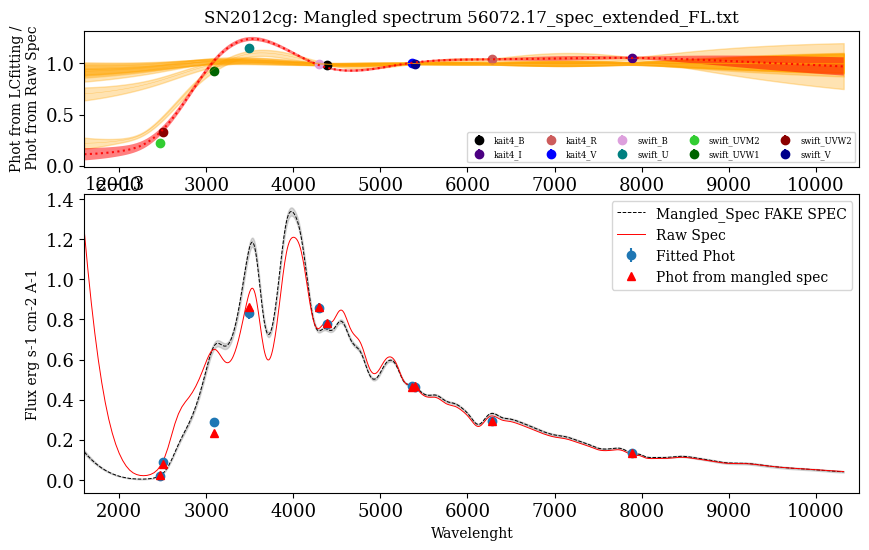 SN2012cg: Mangled spectrum 56072.17_spec_extended_FL.txt
Phot from LCfitting /
Phot from Raw Spec
1.0
0.5
0.0
kait4_B kait4_R swift_B swift_UVM2 swift_UVW2
kait4_I kait4_V swift_U swift_UVW1 swift_V
2000 3000 4000 5000 6000 7000 8000 9000 10000
1e−13
Flux erg s-1 cm-2 A-1
1.4
1.2
1.0
0.8
0.6
0.4
0.2
0.0
Mangled_Spec FAKE SPEC
Raw Spec
Fitted Phot
Phot from mangled spec
2000 3000 4000 5000 6000 7000 8000 9000 10000
Wavelenght